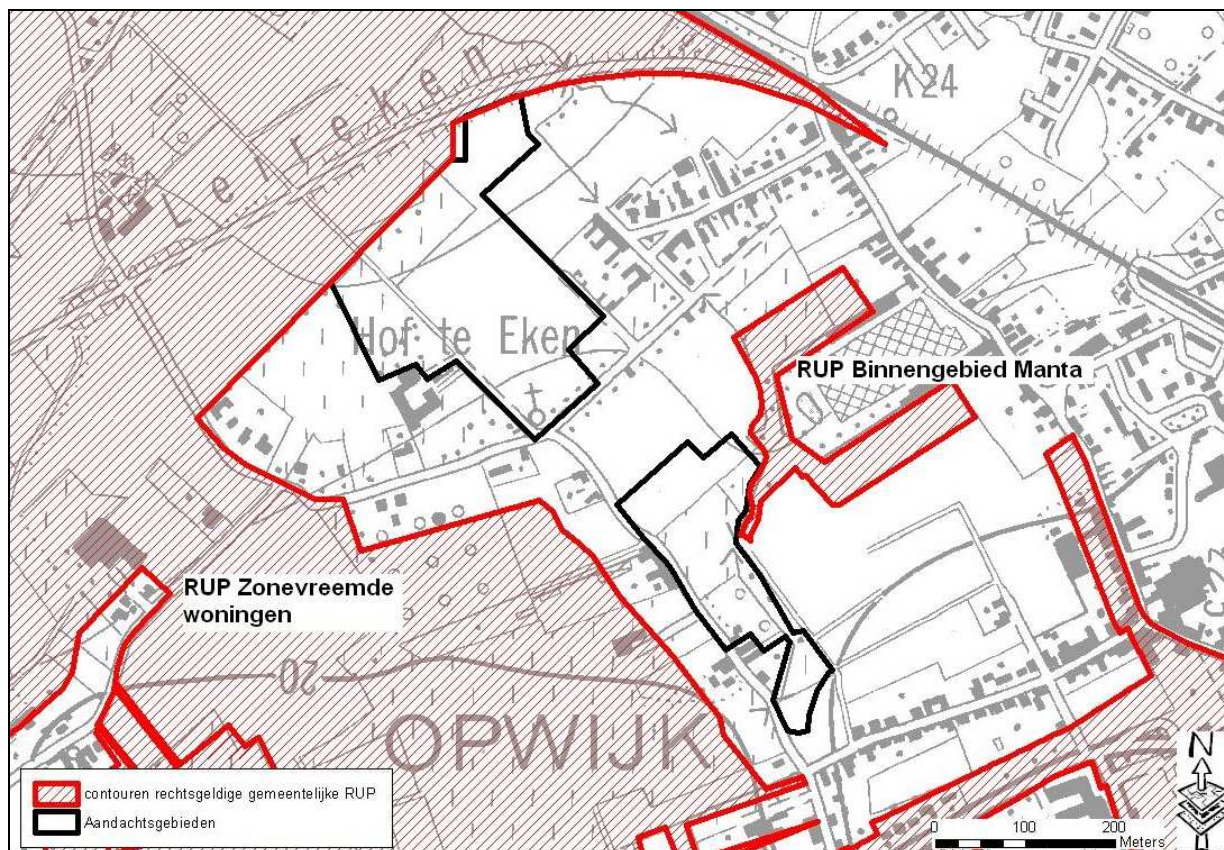 K24
Leireken
Hof te Eken
RUP Binnengebied Manta
RUP Zonevreemde
woningen
20
OPWIJK
contouren rechtsgeldige gemeentelijke RUP
Aandachtsgebieden
N
0 100 200
Meters